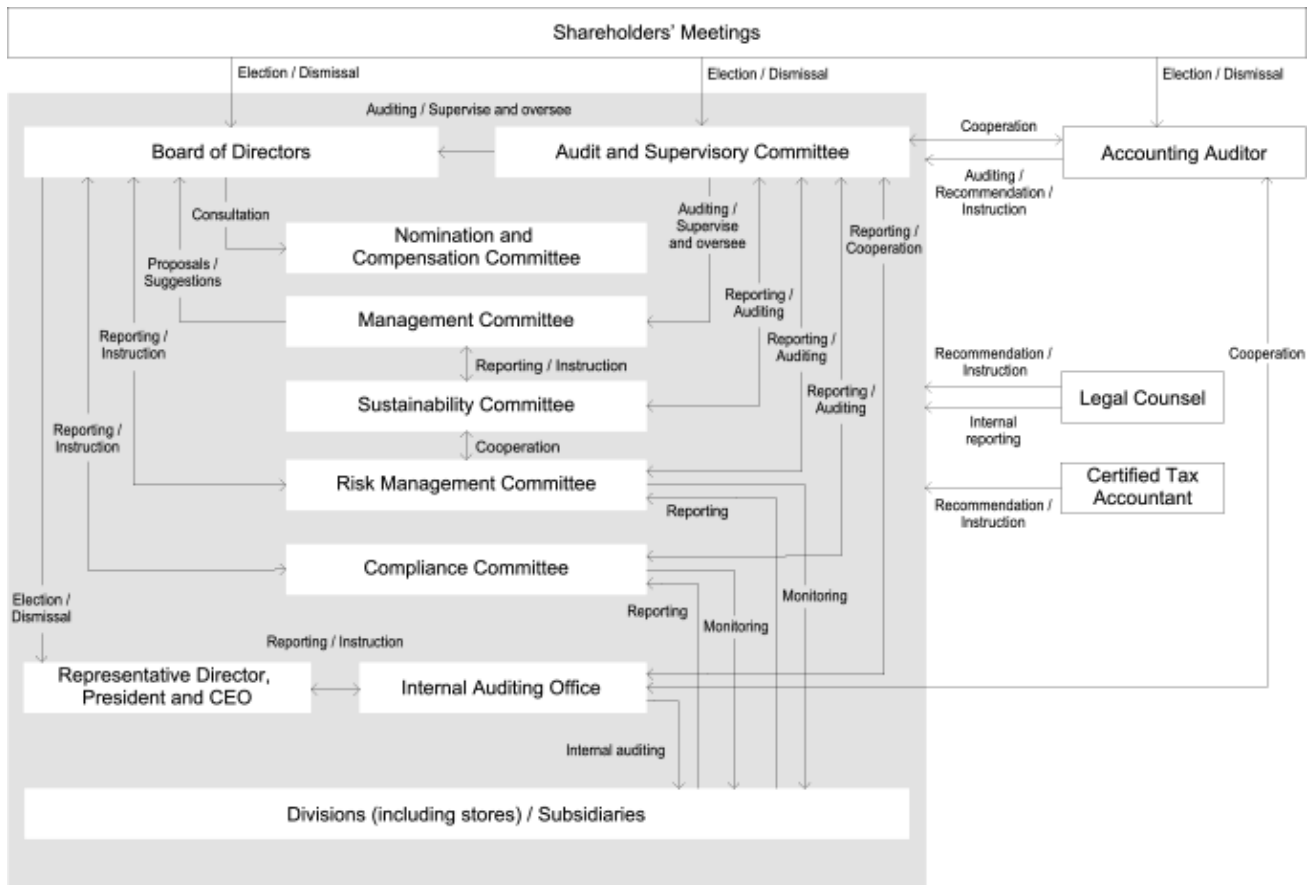 Shareholders' Meetings
Election / Dismissal
Election / Dismissal
Election / Dismissal
Auditing / Supervise and oversee
Board of Directors
Audit and Supervisory Committee
Cooperation
Accounting Auditor
Auditing /
Recommendation /
Instruction
Consultation
Auditing /
Supervise
and oversee
Reporting /
Cooperation
Nomination and
Compensation Committee
Proposals /
Suggestions
Management Committee
Reporting /
Auditing
Reporting /
Instruction
Reporting /
Auditing
Reporting / Instruction
Recommendation /
Instruction
Cooperation
Sustainability Committee
Reporting /
Auditing
Legal Counsel
Reporting /
Instruction
Cooperation
Internal
reporting
Risk Management Committee
Certified Tax
Accountant
Reporting
Recommendation /
Instruction
Compliance Committee
Election /
Dismissal
Reporting
Monitoring
Monitoring
Reporting / Instruction
Representative Director,
President and CEO
Internal Auditing Office
Internal auditing
Divisions (including stores) / Subsidiaries